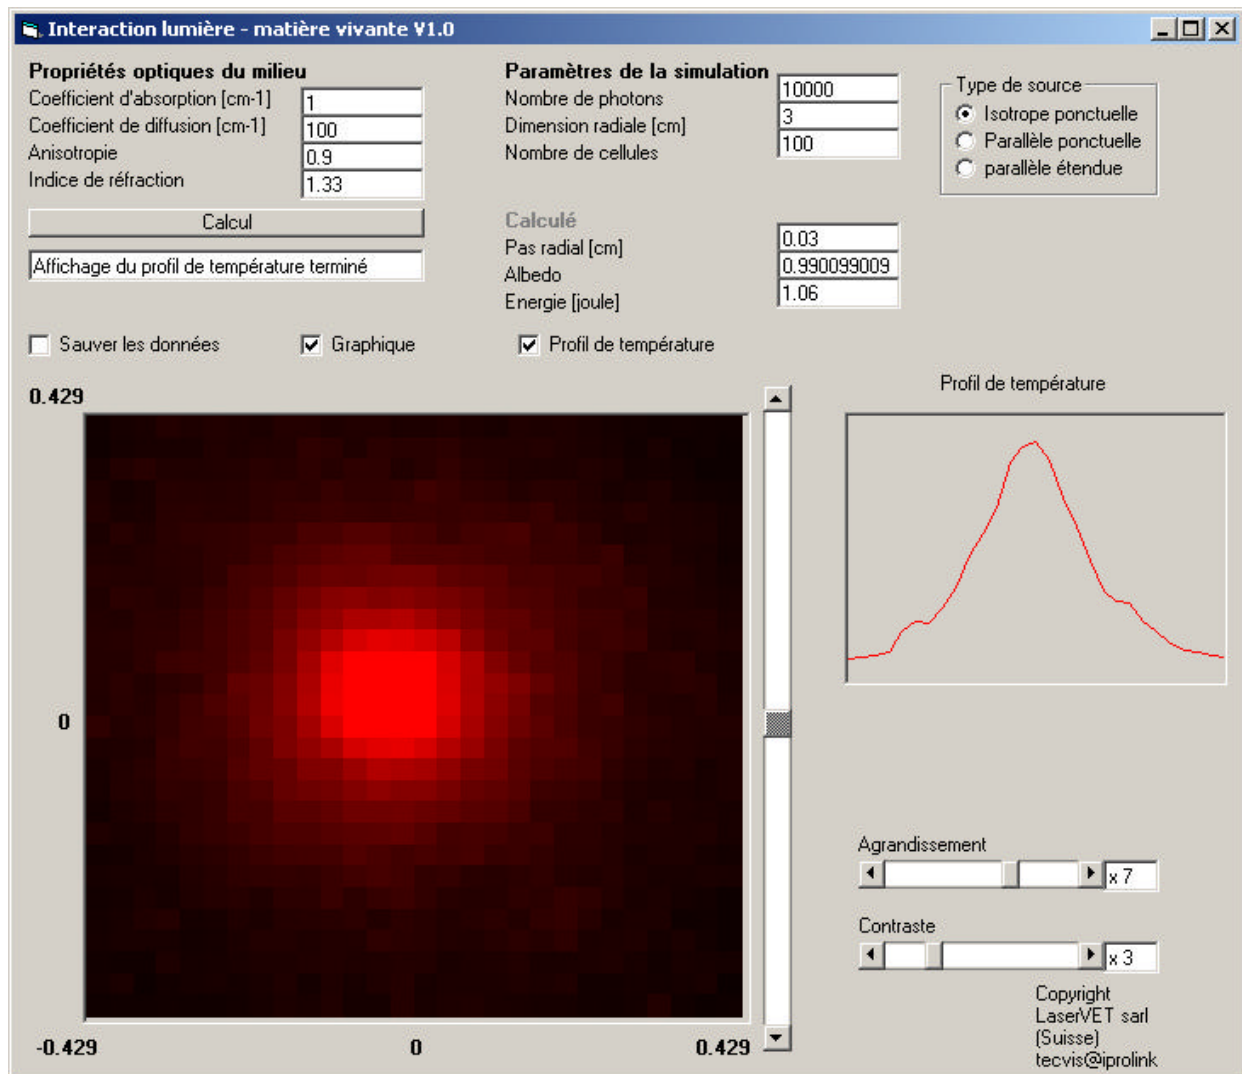 Interaction lumière - matière vivante V1.0
Propriétés optiques du milieu
Coefficient d'absorption [cm-1] 1
Coefficient de diffusion [cm-1] 100
Anisotropie 0.9
Indice de réfraction 1.33
Calcul
Affichage du profil de température terminé
Paramètres de la simulation
Nombre de photons 10000
Dimension radiale [cm] 3
Nombre de cellules 100
Calculé
Pas radial [cm] 0.03
Albedo 0.990099009
Energie [joule] 1.06
Type de source
Isotrope ponctuelle
Parallèle ponctuelle
parallèle étendue
Sauver les données Graphique Profil de température
0.429
0
-0.429 0 0.429
Profil de température
Agrandissement
x 7
Contraste
x 3
Copyright
LaserVET sarl
(Suisse)
tecvis@iprolink